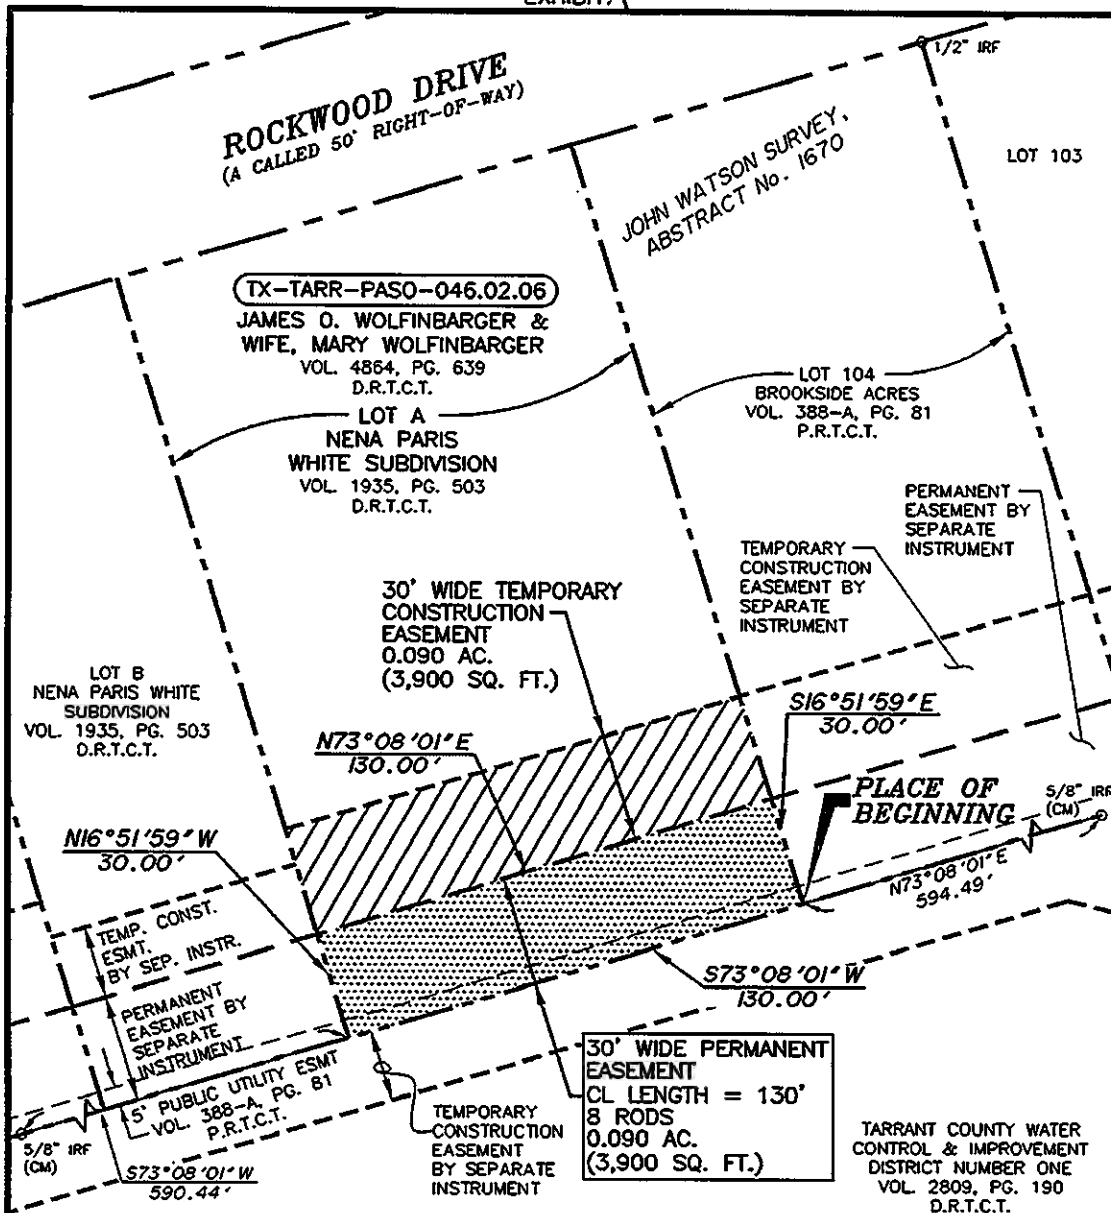 ROCKWOOD DRIVE
(A CALLED 50' RIGHT-OF-WAY)
1/2" IRF
JOHN WATSON SURVEY,
ABSTRACT No. 1670
LOT 103
TX-TARR-PASO-046.02.06
JAMES O. WOLFINBARGER &
WIFE, MARY WOLFINBARGER
VOL. 4864, PG. 639
D.R.T.C.T.
LOT A
NENA PARIS
WHITE SUBDIVISION
VOL. 1935, PG. 503
D.R.T.C.T.
LOT 104
BROOKSIDE ACRES
VOL. 388-A, PG. 81
P.R.T.C.T.
PERMANENT
EASEMENT BY
SEPARATE
INSTRUMENT
TEMPORARY
CONSTRUCTION
EASEMENT BY
SEPARATE
INSTRUMENT
30' WIDE TEMPORARY
CONSTRUCTION
EASEMENT
0.090 AC.
(3,900 SQ. FT.)
LOT B
NENA PARIS WHITE
SUBDIVISION
VOL. 1935, PG. 503
D.R.T.C.T.
S16°51'59"E
30.00'
N73°08'01"E
130.00'
PLACE OF
BEGINNING
5/8" IRF
(CM)
N16°51'59"W
30.00'
N73°08'01"E
594.49'
TEMP. CONST.
ESMT.
BY SEP. INSTR.
PERMANENT
EASEMENT BY
SEPARATE
INSTRUMENT
S73°08'01"W
130.00'
30' WIDE PERMANENT
EASEMENT
CL LENGTH = 130'
8 RODS
0.090 AC.
(3,900 SQ. FT.)
5' PUBLIC UTILITY ESMT
VOL. 388-A, PG. 81
P.R.T.C.T.
5/8" IRF
(CM)
S73°08'01"W
590.44'
TEMPORARY
CONSTRUCTION
EASEMENT
BY SEPARATE
INSTRUMENT
TARRANT COUNTY WATER
CONTROL & IMPROVEMENT
DISTRICT NUMBER ONE
VOL. 2809, PG. 190
D.R.T.C.T.